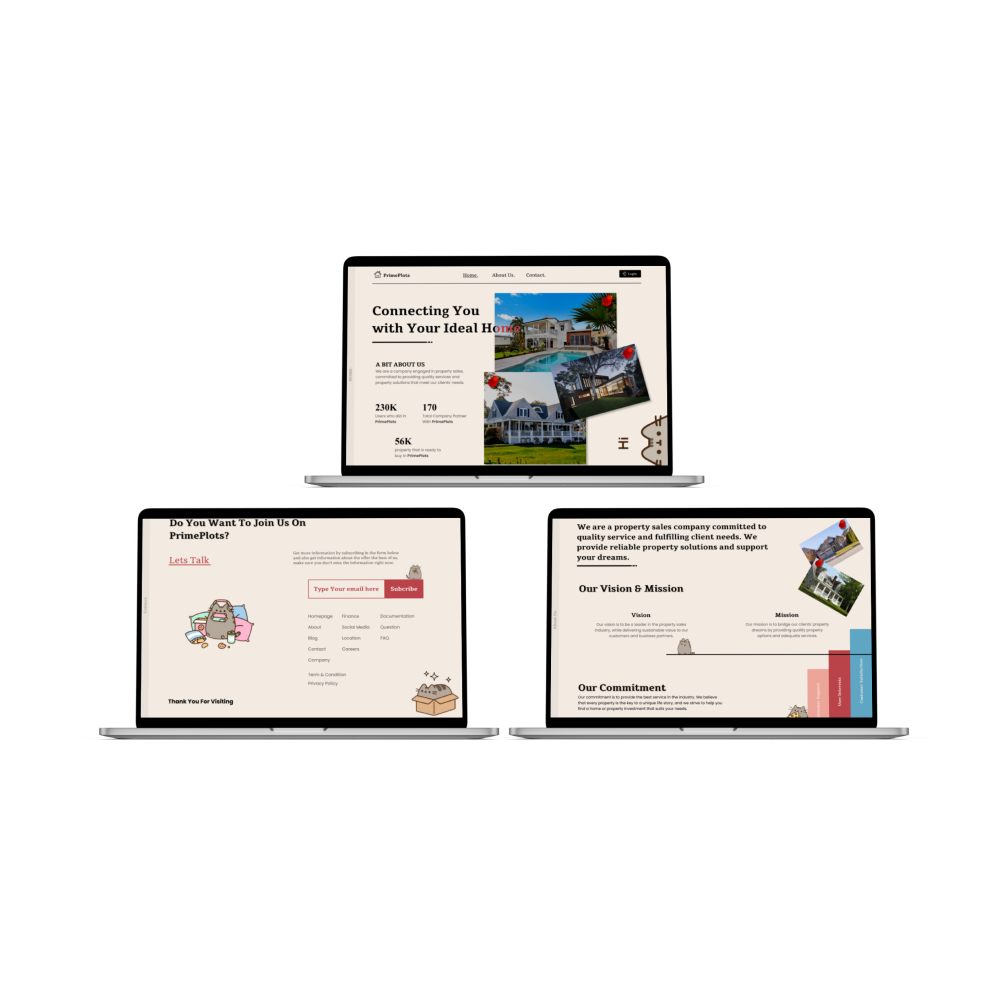 PrimePlots
Home.
About Us.
Contact.
Login
Connecting You
with Your Ideal Home
A BIT ABOUT US
We are a company engaged in property sales,
committed to providing quality services and
property solutions that meet our clients' needs.
230K
Users who did in
PrimePlots
170
Total Company Partner
With PrimePlots
56K
property that is ready to
buy in PrimePlots
Hi
Do You Want To Join Us On
PrimePlots?
Lets Talk
Get more information by subscribing in the form below
and also get information about the offer the best of us,
make sure you don't miss the information right now
Type Your email here
Subcribe
Homepage
About
Blog
Contact
Company
Finance
Social Media
Location
Careers
Documentation
Question
FAQ
Term & Condition
Privacy Policy
Thank You For Visiting
We are a property sales company committed to
quality service and fulfilling client needs. We
provide reliable property solutions and support
your dreams.
Our Vision & Mission
Vision
Our vision is to be a leader in the property sales
industry, while delivering sustainable value to our
customers and business partners.
Mission
Our mission is to bridge our clients' property
dreams by providing quality property
options and adequate services.
Our Commitment
Our commitment is to provide the best service in the industry. We believe
that every property is the key to a unique life story, and we strive to help you
find a home or property investment that suits your needs.